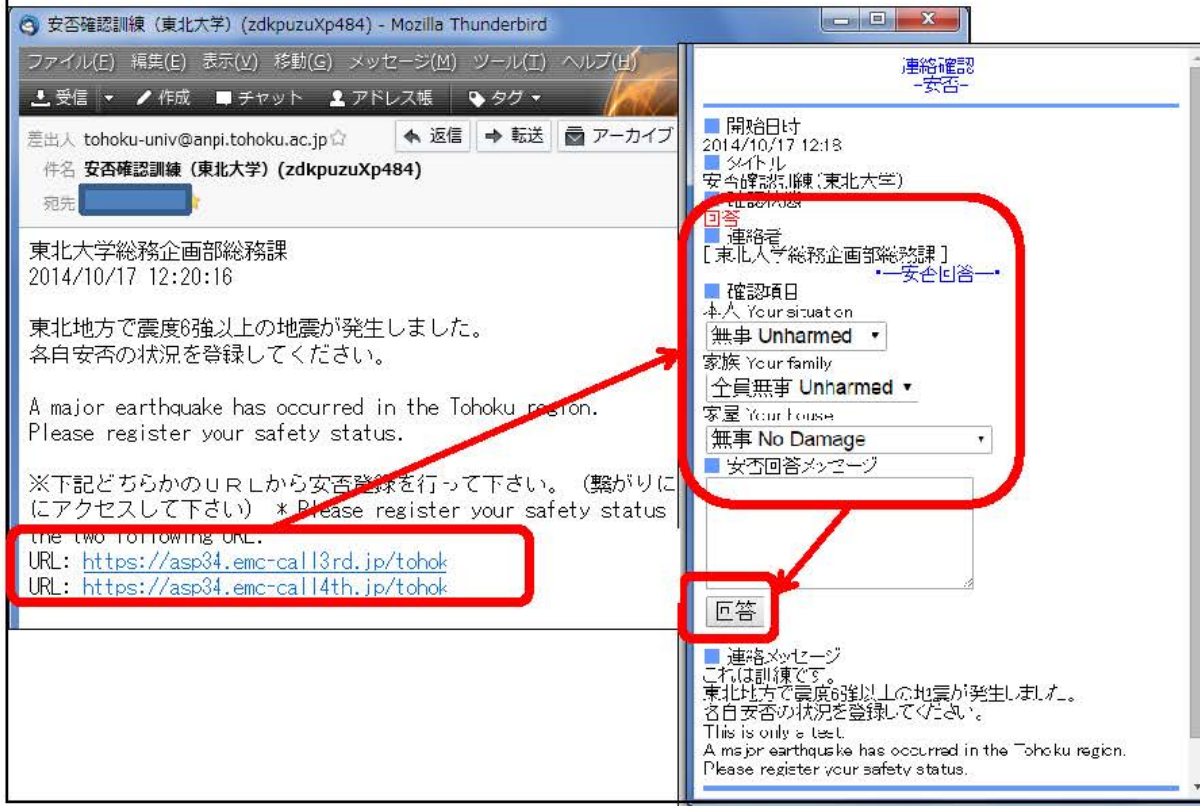 安否確認訓練（東北大学）(zdkpuzuXp484) - Mozilla Thunderbird
ファイル(F) 編集(E) 表示(V) 移動(G) メッセージ(M) ツール(T) ヘルプ(H)
受信 作成 チャット アドレス帳 タグ
差出人 tohoku-univ@anpi.tohoku.ac.jp 返信 転送 アーカイブ
件名 安否確認訓練（東北大学）(zdkpuzuXp484)
宛先
東北大学総務企画部総務課
2014/10/17 12:20:16
東北地方で震度6強以上の地震が発生しました。
各自安否の状況を登録してください。
A major earthquake has occurred in the Tohoku region.
Please register your safety status.
※下記どちらかのＵＲＬから安否登録を行って下さい。（繋がりに
にアクセスして下さい） * Please register your safety status
the two following URL.
URL: https://asp34.emc-call3rd.jp/tohok
URL: https://asp34.emc-call4th.jp/tohok
連絡確認
-安否-
■ 開始日時
2014/10/17 12:18
■ タイトル
安否確認訓練（東北大学）
■ 確認状態
回答
■ 連絡者
[ 東北大学総務企画部総務課 ]
•―安否回答―•
■ 確認項目
本人 Your situation
無事 Unharmed
家族 Your family
全員無事 Unharmed
家屋 Your house
無事 No Damage
■ 安否回答メッセージ
回答
■ 連絡メッセージ
これは訓練です。
東北地方で震度6強以上の地震が発生しました。
各自安否の状況を登録してください。
This is only a test.
A major earthquake has occurred in the Tohoku region.
Please register your safety status.